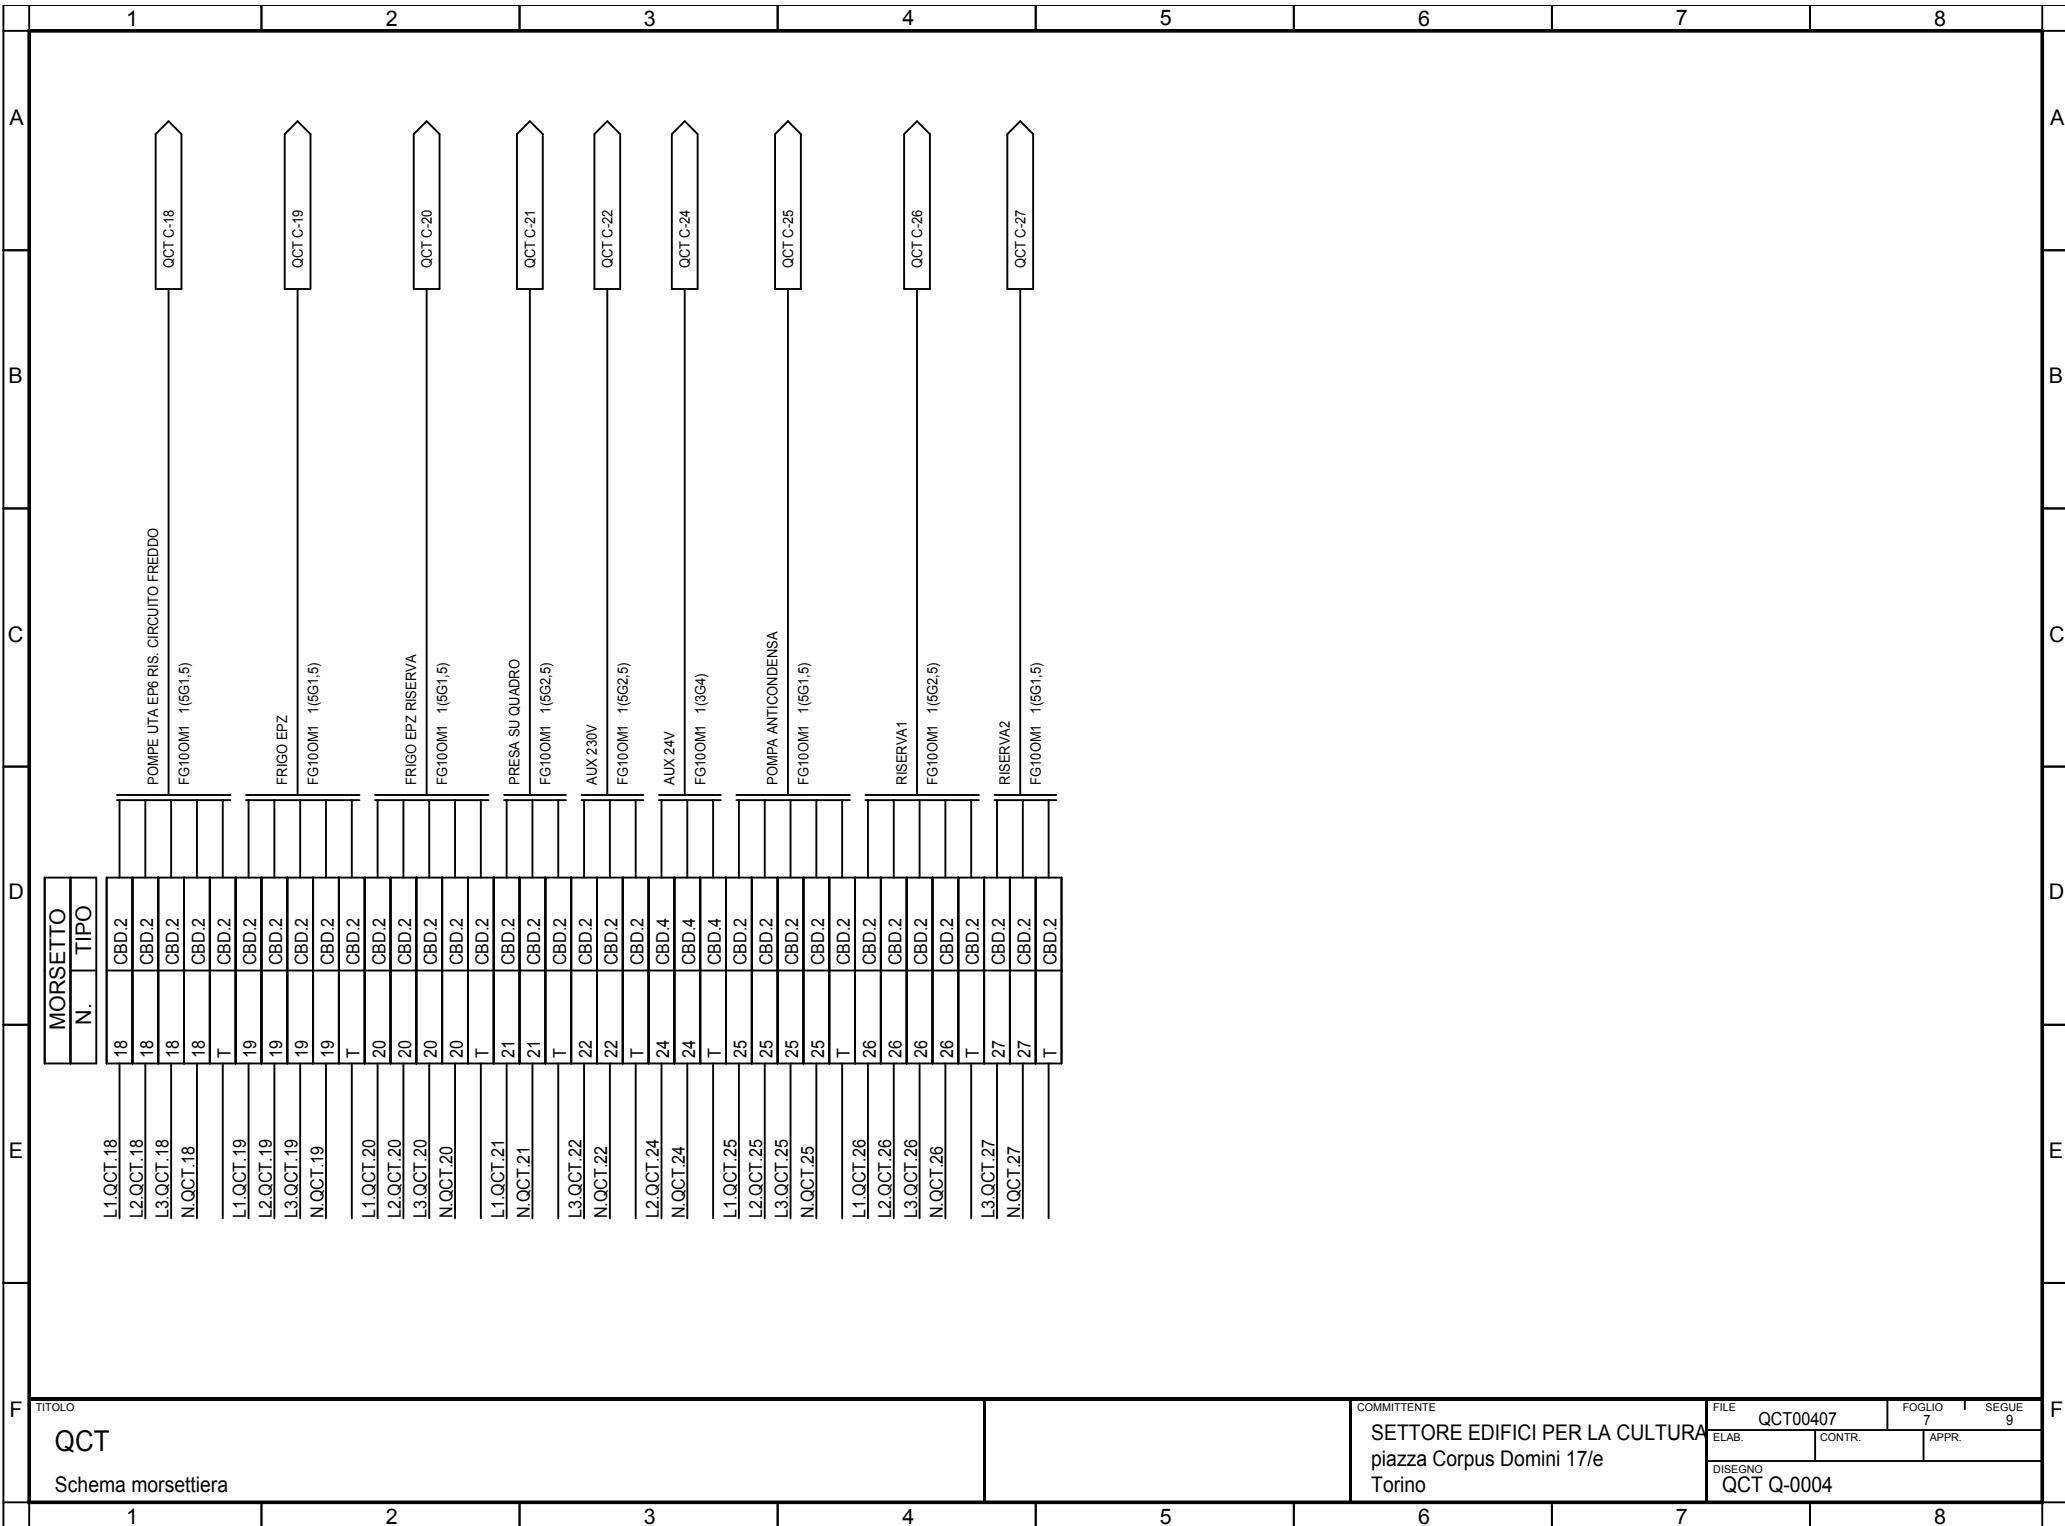 1 2 3 4 5 6 7 8
A A
B B
C C
D D
E E
F F
QCT C-18
QCT C-19
QCT C-20
QCT C-21
QCT C-22
QCT C-24
QCT C-25
QCT C-26
QCT C-27
POMPE UTA EP6 RIS. CIRCUITO FREDDO
FG10OM1 1(5G1,5)
FRIGO EPZ
FG10OM1 1(5G1,5)
FRIGO EPZ RISERVA
FG10OM1 1(5G1,5)
PRESA SU QUADRO
FG10OM1 1(5G2,5)
AUX 230V
FG10OM1 1(5G2,5)
AUX 24V
FG10OM1 1(3G4)
POMPA ANTICONDENSA
FG10OM1 1(5G1,5)
RISERVA1
FG10OM1 1(5G2,5)
RISERVA2
FG10OM1 1(5G1,5)
MORSETTO
N. TIPO
18 CBD.2
18 CBD.2
18 CBD.2
18 CBD.2
T CBD.2
19 CBD.2
19 CBD.2
19 CBD.2
19 CBD.2
T CBD.2
20 CBD.2
20 CBD.2
20 CBD.2
20 CBD.2
T CBD.2
21 CBD.2
21 CBD.2
T CBD.2
22 CBD.2
22 CBD.2
T CBD.2
24 CBD.4
24 CBD.4
T CBD.4
25 CBD.2
25 CBD.2
25 CBD.2
25 CBD.2
T CBD.2
26 CBD.2
26 CBD.2
26 CBD.2
26 CBD.2
T CBD.2
27 CBD.2
27 CBD.2
T CBD.2
L1.QCT.18
L2.QCT.18
L3.QCT.18
N.QCT.18
L1.QCT.19
L2.QCT.19
L3.QCT.19
N.QCT.19
L1.QCT.20
L2.QCT.20
L3.QCT.20
N.QCT.20
L1.QCT.21
N.QCT.21
L3.QCT.22
N.QCT.22
L2.QCT.24
N.QCT.24
L1.QCT.25
L2.QCT.25
L3.QCT.25
N.QCT.25
L1.QCT.26
L2.QCT.26
L3.QCT.26
N.QCT.26
L3.QCT.27
N.QCT.27
TITOLO
QCT
Schema morsettiera
COMMITTENTE
SETTORE EDIFICI PER LA CULTURA
piazza Corpus Domini 17/e
Torino
FILE
QCT00407
FOGLIO
7
SEGUE
9
ELAB. CONTR. APPR.
DISEGNO
QCT Q-0004
1 2 3 4 5 6 7 8